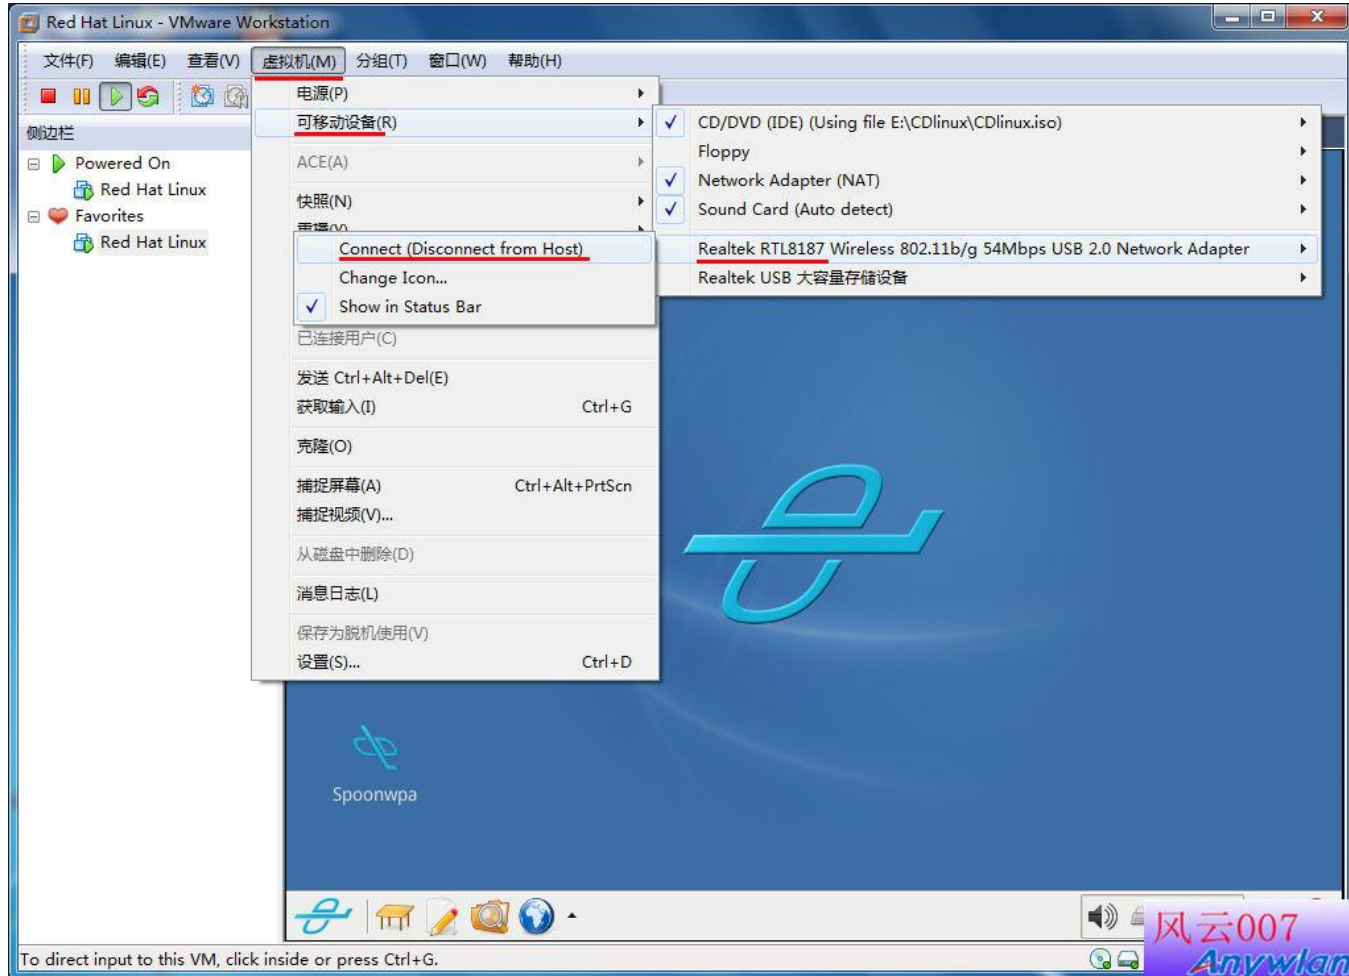 Red Hat Linux - VMware Workstation
文件(F) 编辑(E) 查看(V) 虚拟机(M) 分组(T) 窗口(W) 帮助(H)
侧边栏
Powered On
Red Hat Linux
Favorites
Red Hat Linux
电源(P)
可移动设备(R)
ACE(A)
快照(N)
重播(V)
Connect (Disconnect from Host)
Change Icon...
Show in Status Bar
已连接用户(C)
发送 Ctrl+Alt+Del(E)
获取输入(I) Ctrl+G
克隆(O)
捕捉屏幕(A) Ctrl+Alt+PrtScn
捕捉视频(V)...
从磁盘中删除(D)
消息日志(L)
保存为脱机使用(V)
设置(S)... Ctrl+D
CD/DVD (IDE) (Using file E:\CDlinux\CDlinux.iso)
Floppy
Network Adapter (NAT)
Sound Card (Auto detect)
Realtek RTL8187 Wireless 802.11b/g 54Mbps USB 2.0 Network Adapter
Realtek USB 大容量存储设备
Spoonwpa
风云007
Anywlan
To direct input to this VM, click inside or press Ctrl+G.